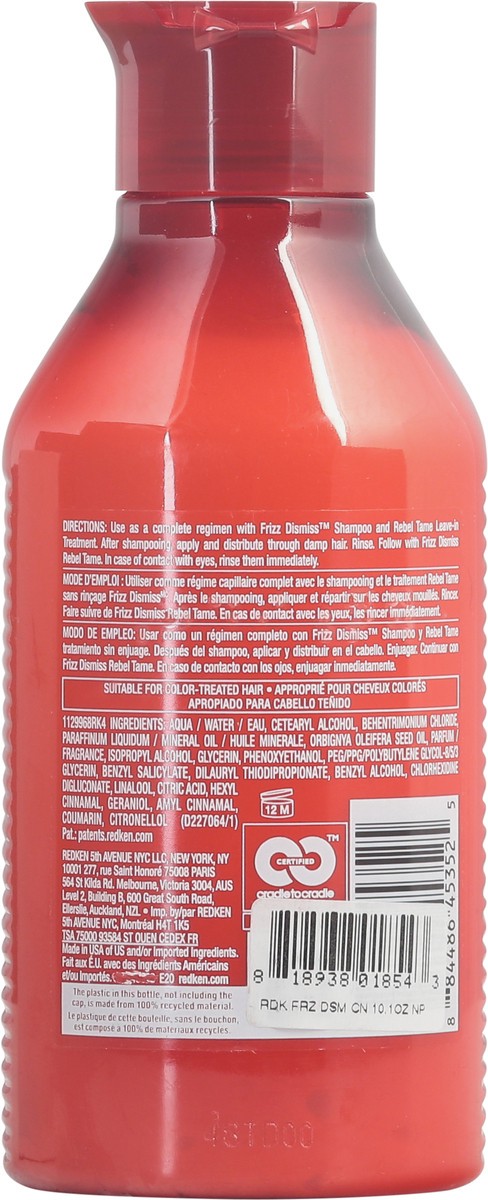 DIRECTIONS: Use as a complete regimen with Frizz Dismiss™ Shampoo and Rebel Tame Leave-in
Treatment. After shampooing apply and distribute through damp hair. Rinse. Follow with Frizz Dismiss
Rebel Tame. In case of contact with eyes, rinse them immediately.
MODE D'EMPLOI : Utiliser comme régime capillaire complet avec le shampooing et le traitement Rebel Tame
sans rinçage Frizz Dismiss. Après le shampooing, appliquer et répartir sur les cheveux mouillés. Rincer.
Faire suivre de Frizz Dismiss Rebel Tame. En cas de contact avec les yeux, les rincer immédiatement.
MODO DE EMPLEO: Usar como un régimen completo con Frizz Dismiss™ Shampoo y Rebel Tame
tratamiento sin enjuague. Después del shampoo, aplicar y distribuir en el cabello. Enjuagar. Continuar con
Frizz Dismiss Rebel Tame. En caso de contacto con los ojos, enjuagar inmediatamente.
SUITABLE FOR COLOR-TREATED HAIR • APPROPRIÉ POUR CHEVEUX COLORÉS
APROPIADO PARA CABELLO TEÑIDO
1129968RK4 INGREDIENTS: AQUA / WATER / EAU, CETEARYL ALCOHOL, BEHENTRIMONIUM CHLORIDE,
PARAFFINUM LIQUIDUM / MINERAL OIL / HUILE MINERALE, ORBIGNYA OLEIFERA SEED OIL, PARFUM /
FRAGRANCE, ISOPROPYL ALCOHOL, GLYCERIN, PHENOXYETHANOL, PEG/PPG/POLYBUTYLENE GLYCOL-8/5/3
GLYCERIN, BENZYL SALICYLATE, DILAURYL THIODIPROPIONATE, BENZYL ALCOHOL, CHLORHEXIDINE
DIGLUCONATE, LINALOOL, CITRIC ACID, HEXYL
CINNAMAL, GERANIOL, AMYL CINNAMAL,
COUMARIN, CITRONELLOL (D227064/1)
Pat.: patents.redken.com
12 M
REDKEN 5TH AVENUE NYC LLC, NEW YORK, NY
10001 277, rue Saint Honoré 75008 PARIS
564 St Kilda Rd. Melbourne, Victoria 3004, AUS
Level 2, Building B, 600 Great South Road,
Ellerslie, Auckland, NZL • Imp. by/par REDKEN
5TH AVENUE NYC, Montréal H4T 1K5
TSA 75000 93584 ST OUEN CEDEX FR
Made in USA of US and/or Imported Ingredients.
Fait aux É.U. avec des Ingrédients Américains
et/ou Importés. E20 redken.com
The plastic in this bottle, not including the
cap, is made from 100% recycled material.
Le plastique de cette bouteille, sans le bouchon,
est composé à 100% de matériaux recyclés.
CERTIFIED
TM
cradletocradle
8 84486 45352 5
8 18938 01854 3
RDK FRZ DSM CN 10.1OZ NP